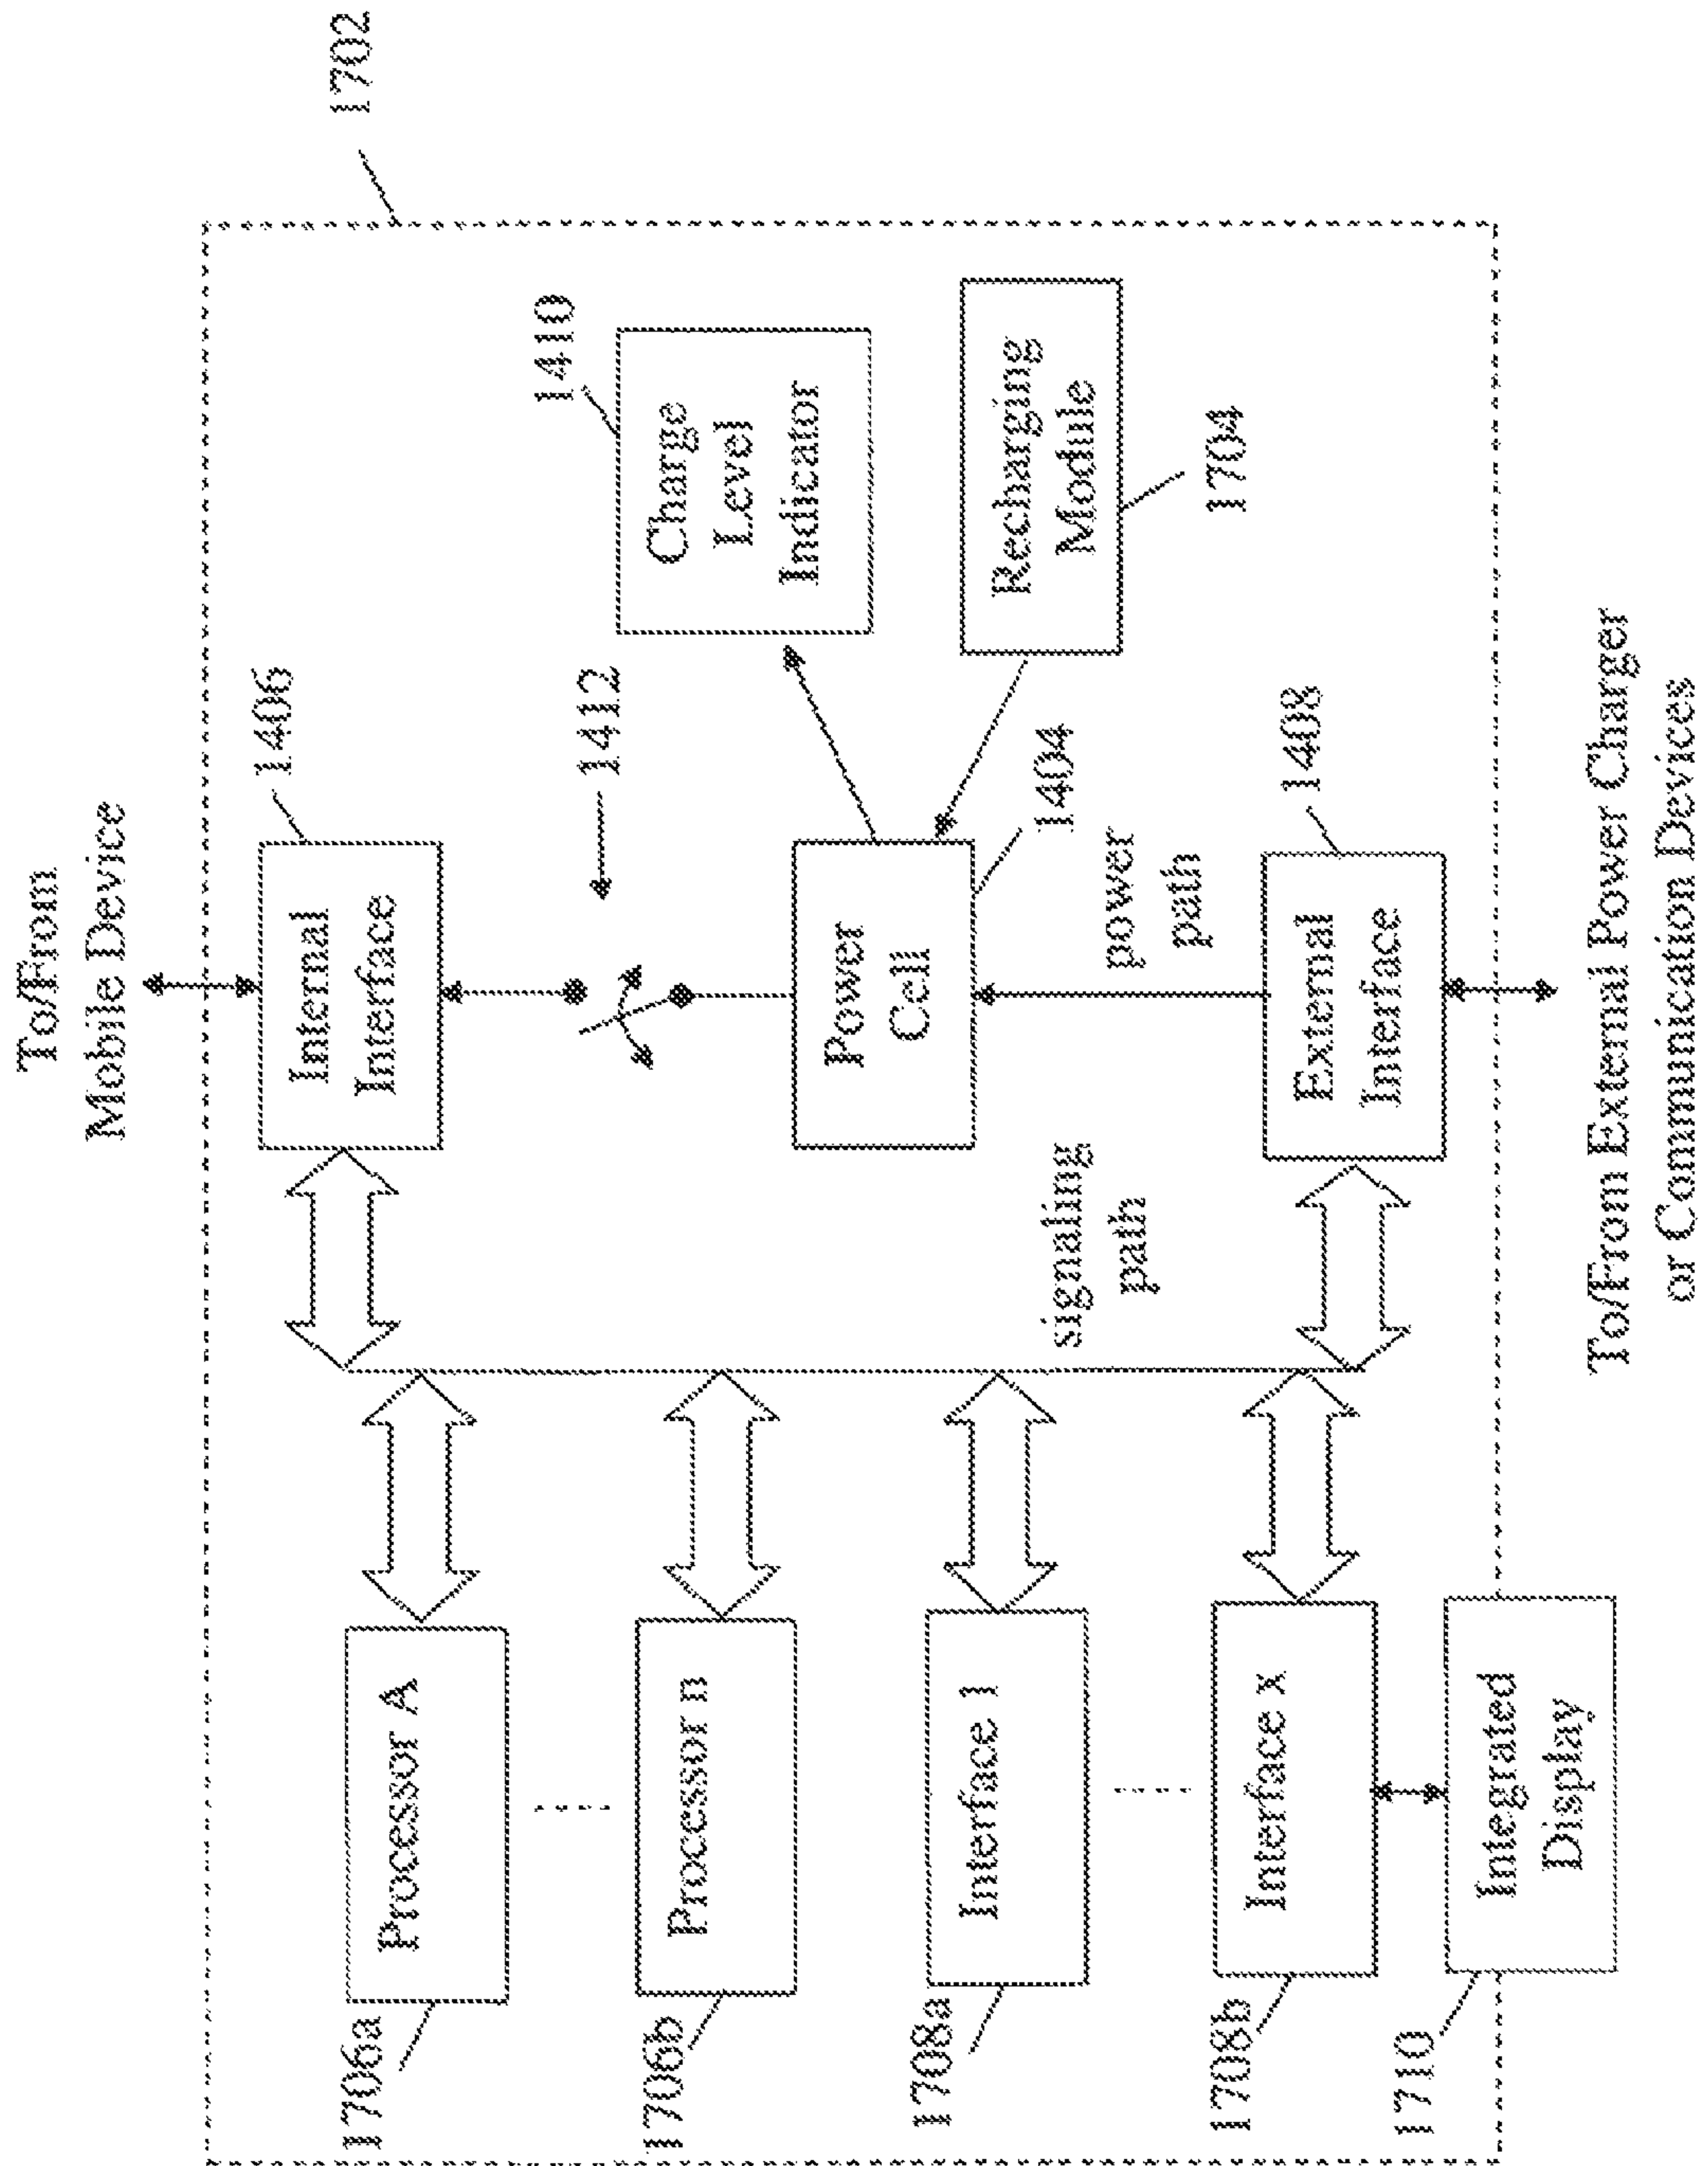 To/From
Mobile Device
1702
1406
Internal
Interface
1706a
Processor A
1410
1412
Charge
Level
Indicator
1706b
Processor n
Power
Cell
1404
Recharging
Module
1704
1708a
Interface 1
signaling
path
power
path
1708b
Interface x
1408
External
Interface
1710
Integrated
Display
To/From External Power Charger
or Communication Devices